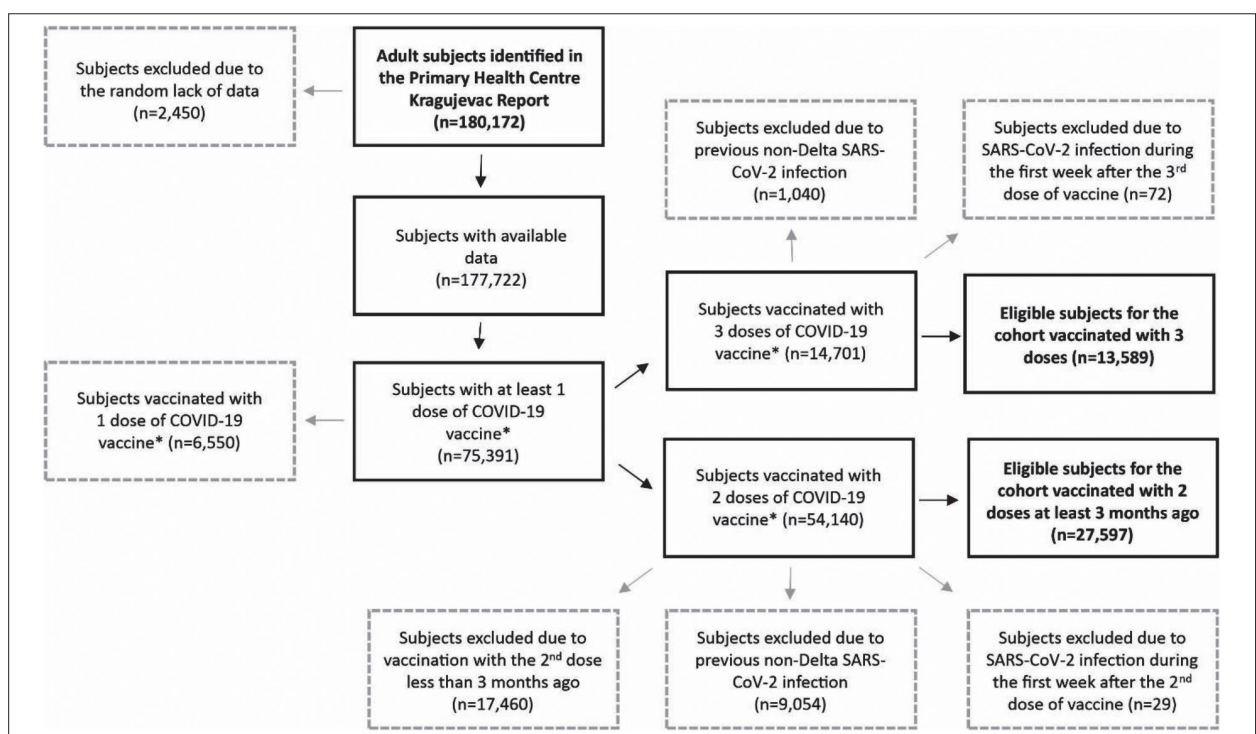 Subjects excluded due to
the random lack of data
(n=2,450)
Adult subjects identified in
the Primary Health Centre
Kragujevac Report
(n=180,172)
Subjects with available
data
(n=177,722)
Subjects vaccinated with
1 dose of COVID-19
vaccine* (n=6,550)
Subjects with at least 1
dose of COVID-19
vaccine*
(n=75,391)
Subjects excluded due to
previous non-Delta SARS-
CoV-2 infection
(n=1,040)
Subjects excluded due to
SARS-CoV-2 infection during
the first week after the 3rd
dose of vaccine (n=72)
Subjects vaccinated with
3 doses of COVID-19
vaccine* (n=14,701)
Eligible subjects for the
cohort vaccinated with 3
doses (n=13,589)
Subjects vaccinated with
2 doses of COVID-19
vaccine* (n=54,140)
Eligible subjects for the
cohort vaccinated with 2
doses at least 3 months ago
(n=27,597)
Subjects excluded due to
vaccination with the 2nd dose
less than 3 months ago
(n=17,460)
Subjects excluded due to
previous non-Delta SARS-
CoV-2 infection
(n=9,054)
Subjects excluded due to
SARS-CoV-2 infection during
the first week after the 2nd
dose of vaccine (n=29)